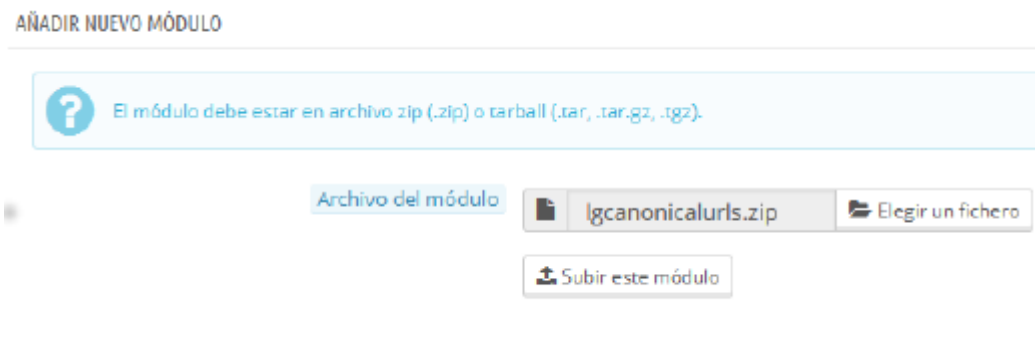 AÑADIR NUEVO MÓDULO
El módulo debe estar en archivo zip (.zip) o tarball (.tar, .tar.gz, .tgz).
Archivo del módulo lgcanonicalurls.zip Elegir un fichero
Subir este módulo